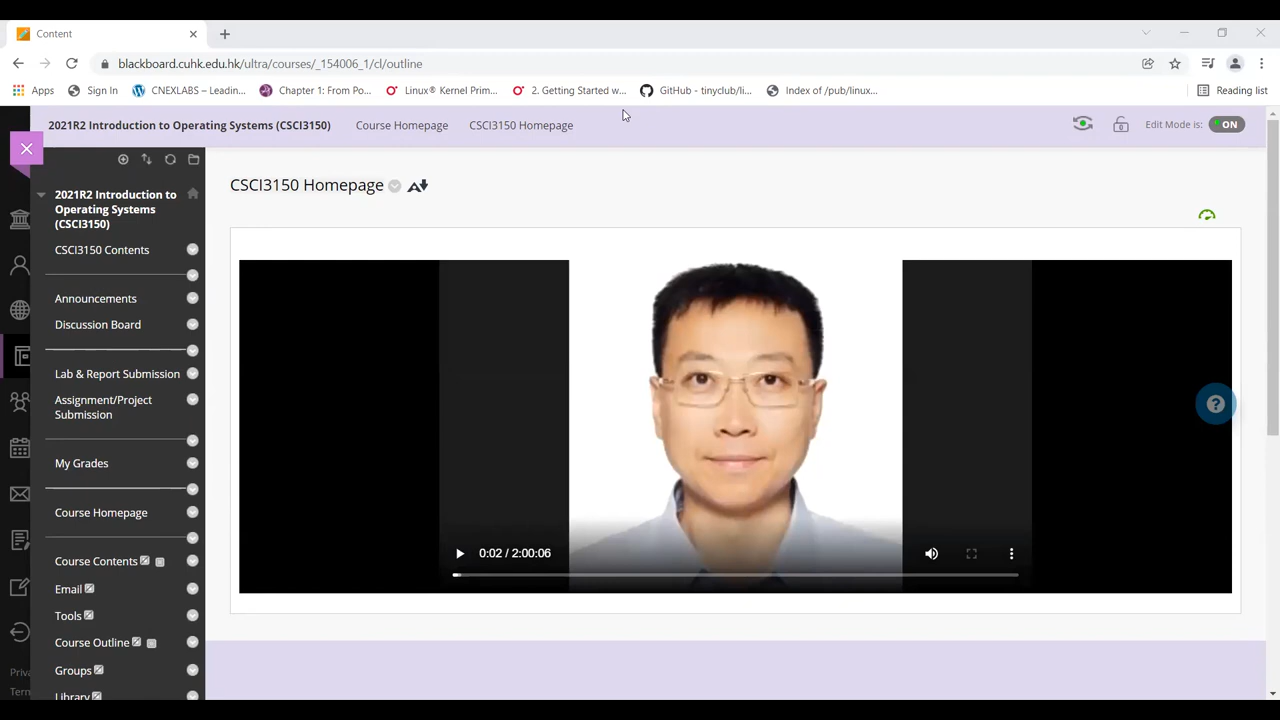 Content
blackboard.cuhk.edu.hk/ultra/courses/_154006_1/cl/outline
Apps Sign In CNEXLABS – Leadin... Chapter 1: From Po... Linux® Kernel Prim... 2. Getting Started w... GitHub - tinyclub/li... Index of /pub/linux... Reading list
2021R2 Introduction to Operating Systems (CSCI3150) Course Homepage CSCI3150 Homepage Edit Mode is: ON
CSCI3150 Homepage
2021R2 Introduction to
Operating Systems
(CSCI3150)
CSCI3150 Contents
Announcements
Discussion Board
Lab & Report Submission
Assignment/Project
Submission
My Grades
Course Homepage
Course Contents
Email
Tools
Course Outline
Groups
Library
Priva
Term
0:02 / 2:00:06
?